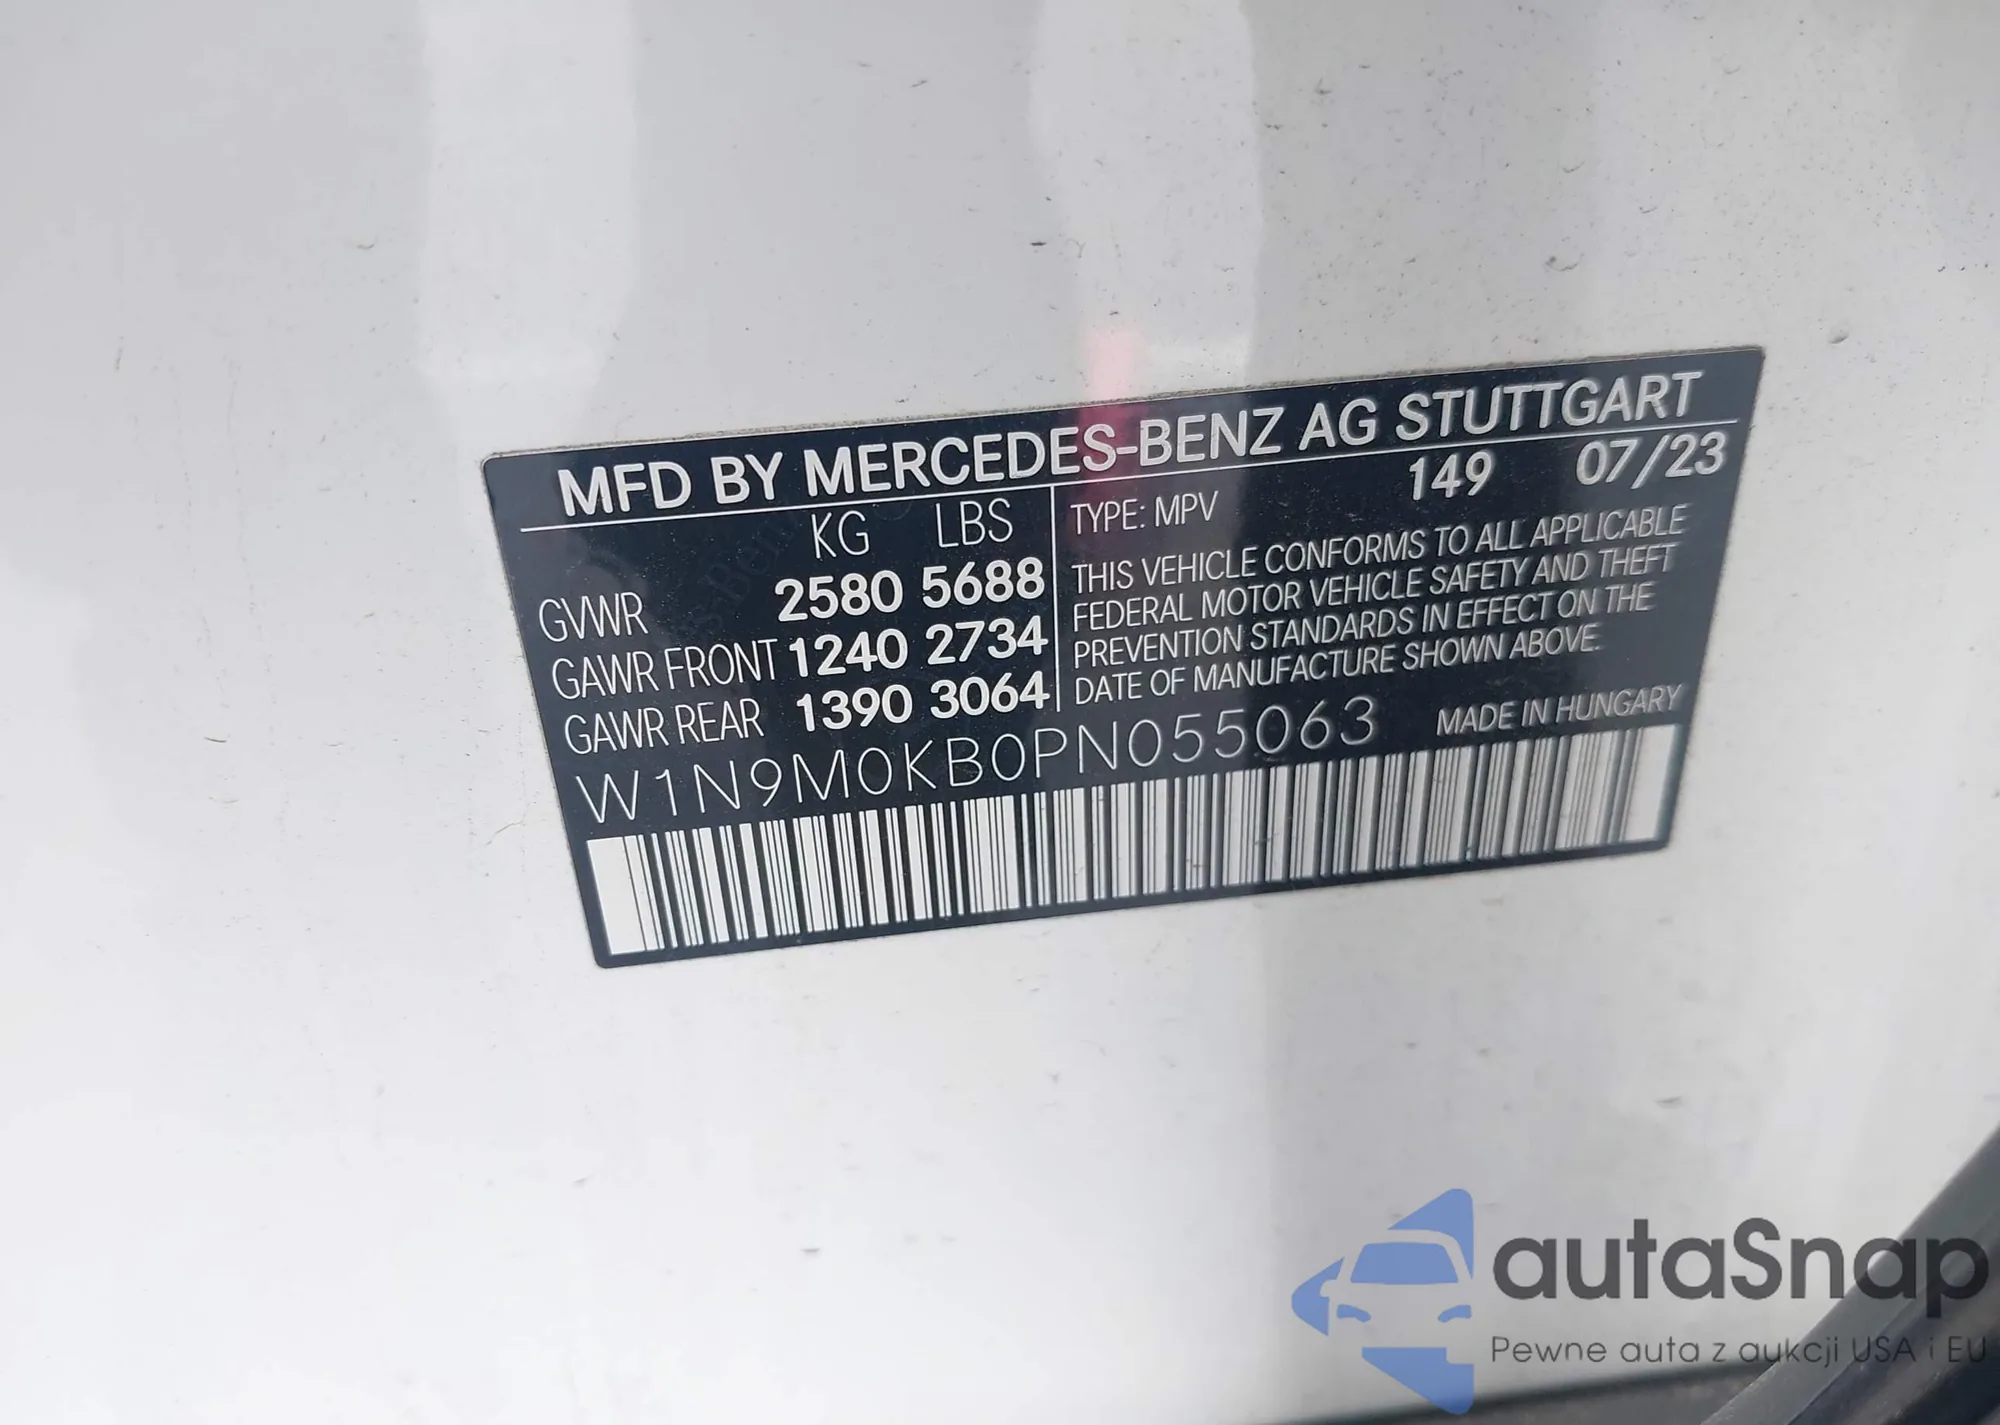 MFD BY MERCEDES-BENZ AG STUTTGART
KG LBS
GVWR 2580 5688
GAWR FRONT 1240 2734
GAWR REAR 1390 3064
149 07/23
TYPE: MPV
THIS VEHICLE CONFORMS TO ALL APPLICABLE
FEDERAL MOTOR VEHICLE SAFETY AND THEFT
PREVENTION STANDARDS IN EFFECT ON THE
DATE OF MANUFACTURE SHOWN ABOVE.
W1N9M0KB0PN055063
MADE IN HUNGARY
autaSnap
Pewne auta z aukcji USA i EU